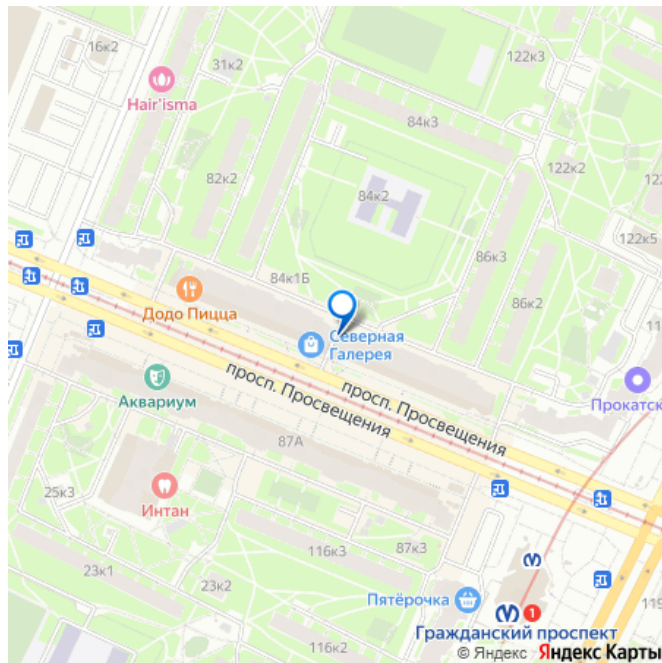 16к2
31к2
122к3
Hair'isma
84к3
82к2
84к2
122к2
122к5
86к3
84к1Б
86к2
Додо Пицца
Северная
Галерея
просп. Просвещения
просп. Просвещения
Прокатск
Аквариум
87А
25к3
Интан
116к3
87к3
23к1
23к2
Пятёрочка
119
1
Гражданский проспект
116к2
© Яндекс Яндекс Карты